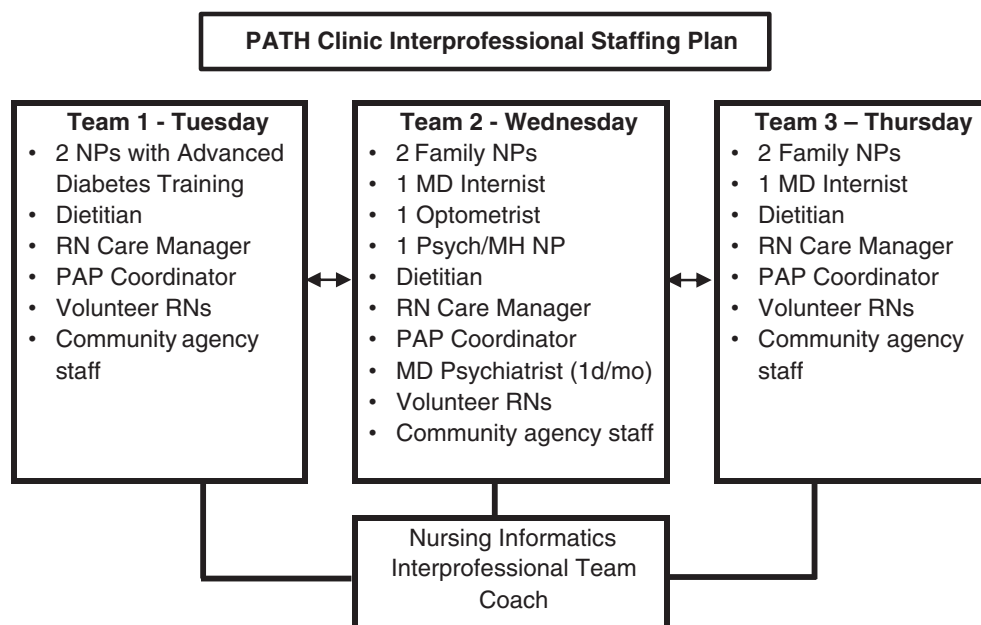 PATH Clinic Interprofessional Staffing Plan
Team 1 - Tuesday
• 2 NPs with Advanced
Diabetes Training
• Dietitian
• RN Care Manager
• PAP Coordinator
• Volunteer RNs
• Community agency
staff
Team 2 - Wednesday
• 2 Family NPs
• 1 MD Internist
• 1 Optometrist
• 1 Psych/MH NP
• Dietitian
• RN Care Manager
• PAP Coordinator
• MD Psychiatrist (1d/mo)
• Volunteer RNs
• Community agency staff
Team 3 – Thursday
• 2 Family NPs
• 1 MD Internist
• Dietitian
• RN Care Manager
• PAP Coordinator
• Volunteer RNs
• Community agency
staff
Nursing Informatics
Interprofessional Team
Coach